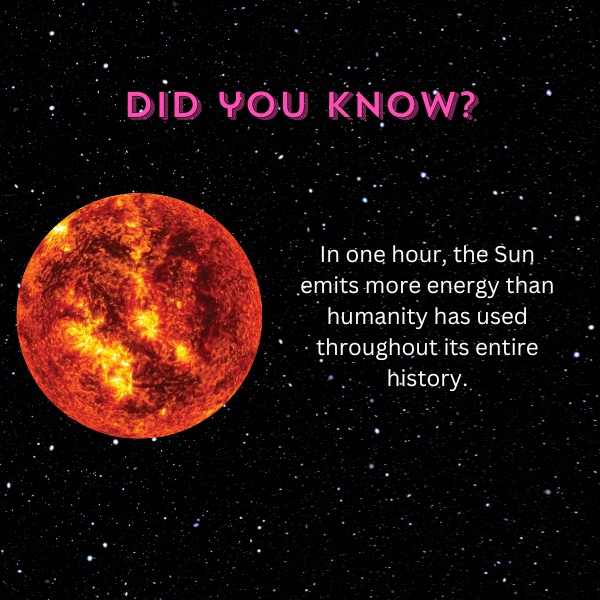 DID YOU KNOW?
In one hour, the Sun
emits more energy than
humanity has used
throughout its entire
history.